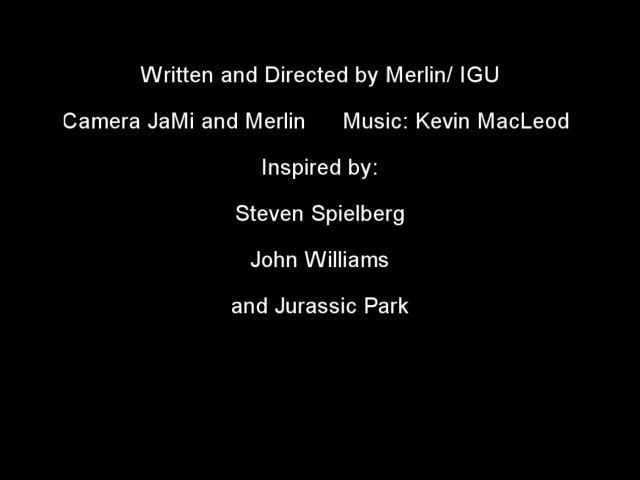 Written and Directed by Merlin/ IGU
Camera JaMi and Merlin Music: Kevin MacLeod
Inspired by:
Steven Spielberg
John Williams
and Jurassic Park